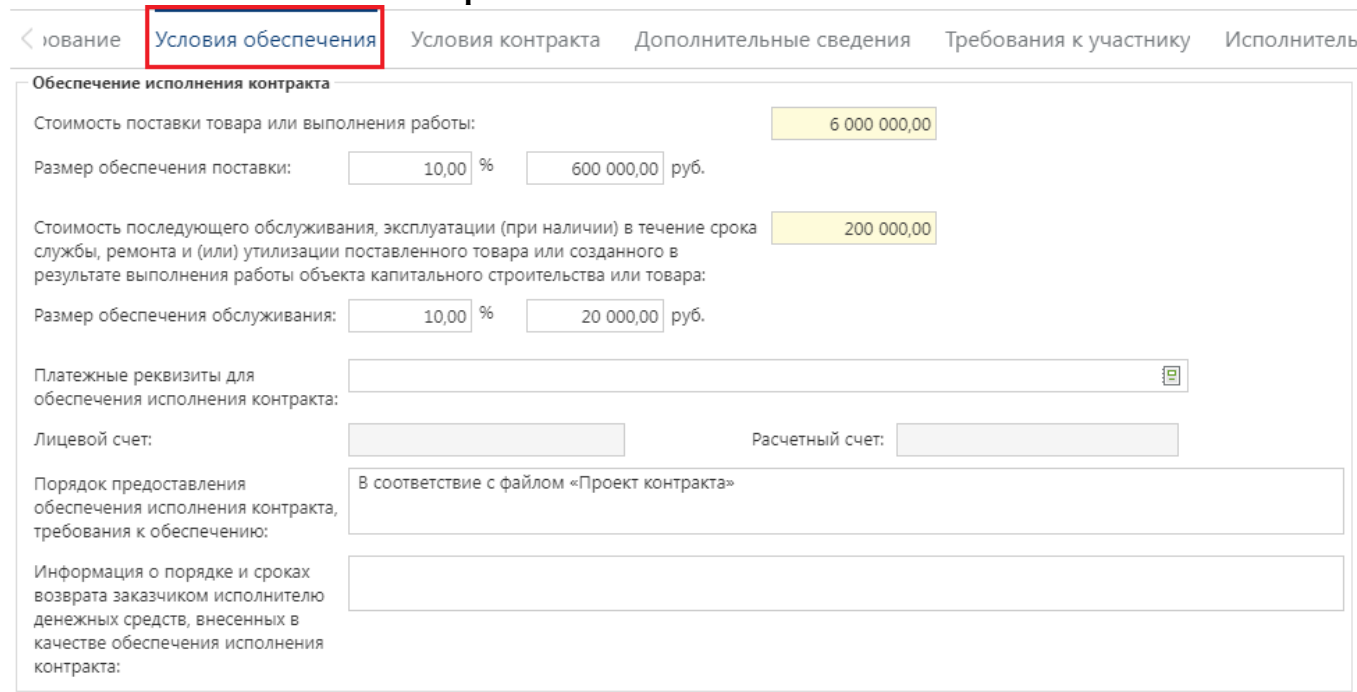 ование Условия обеспечения Условия контракта Дополнительные сведения Требования к участнику Исполнитель
Обеспечение исполнения контракта
Стоимость поставки товара или выполнения работы: 6 000 000,00
Размер обеспечения поставки: 10,00 % 600 000,00 руб.
Стоимость последующего обслуживания, эксплуатации (при наличии) в течение срока 200 000,00
службы, ремонта и (или) утилизации поставленного товара или созданного в
результате выполнения работы объекта капитального строительства или товара:
Размер обеспечения обслуживания: 10,00 % 20 000,00 руб.
Платежные реквизиты для
обеспечения исполнения контракта:
Лицевой счет: Расчетный счет:
Порядок предоставления В соответствие с файлом «Проект контракта»
обеспечения исполнения контракта,
требования к обеспечению:
Информация о порядке и сроках
возврата заказчиком исполнителю
денежных средств, внесенных в
качестве обеспечения исполнения
контракта: